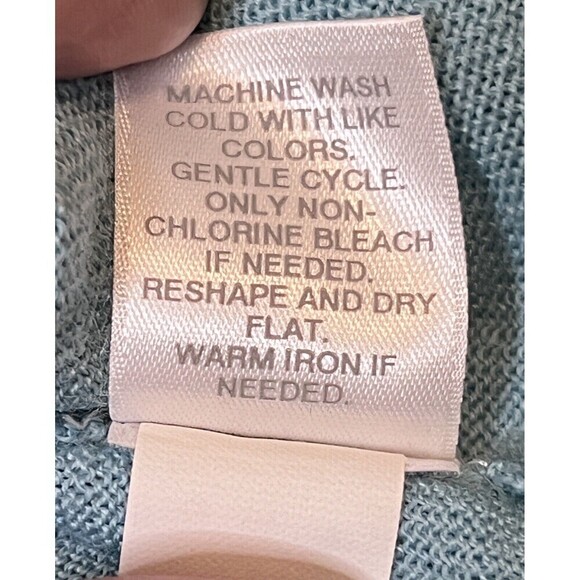 MACHINE WASH
COLD WITH LIKE
COLORS.
GENTLE CYCLE.
ONLY NON-
CHLORINE BLEACH
IF NEEDED.
RESHAPE AND DRY
FLAT.
WARM IRON IF
NEEDED.